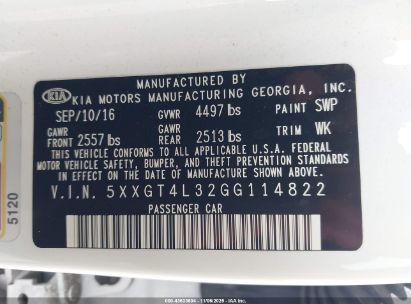 MANUFACTURED BY
KIA KIA MOTORS MANUFACTURING GEORGIA, INC.
SEP/10/16 GVWR 4497 lbs PAINT SWP
GAWR FRONT 2557 lbs GAWR REAR 2513 lbs TRIM WK
THIS VEHICLE CONFORMS TO ALL APPLICABLE U.S. FEDERAL
MOTOR VEHICLE SAFETY, BUMPER, AND THEFT PREVENTION STANDARDS
IN EFFECT ON THE DATE OF MANUFACTURE SHOWN ABOVE.
V.I.N. 5XXGT4L32GG114822
PASSENGER CAR
5120